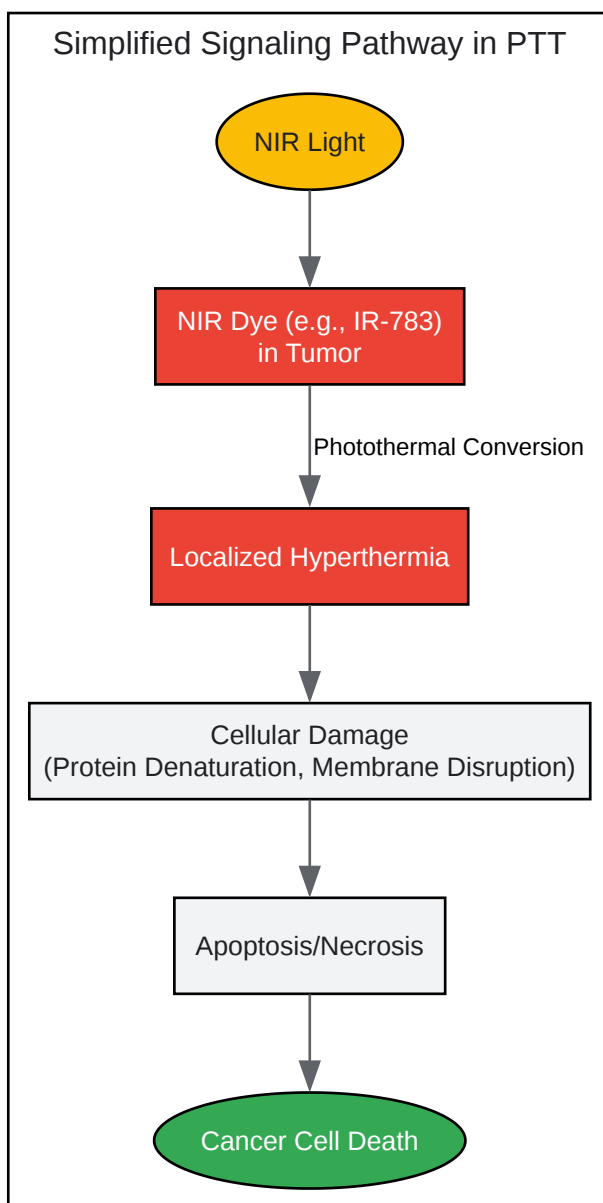 Simplified Signaling Pathway in PTT
NIR Light
NIR Dye (e.g., IR-783)
in Tumor
Photothermal Conversion
Localized Hyperthermia
Cellular Damage
(Protein Denaturation, Membrane Disruption)
Apoptosis/Necrosis
Cancer Cell Death